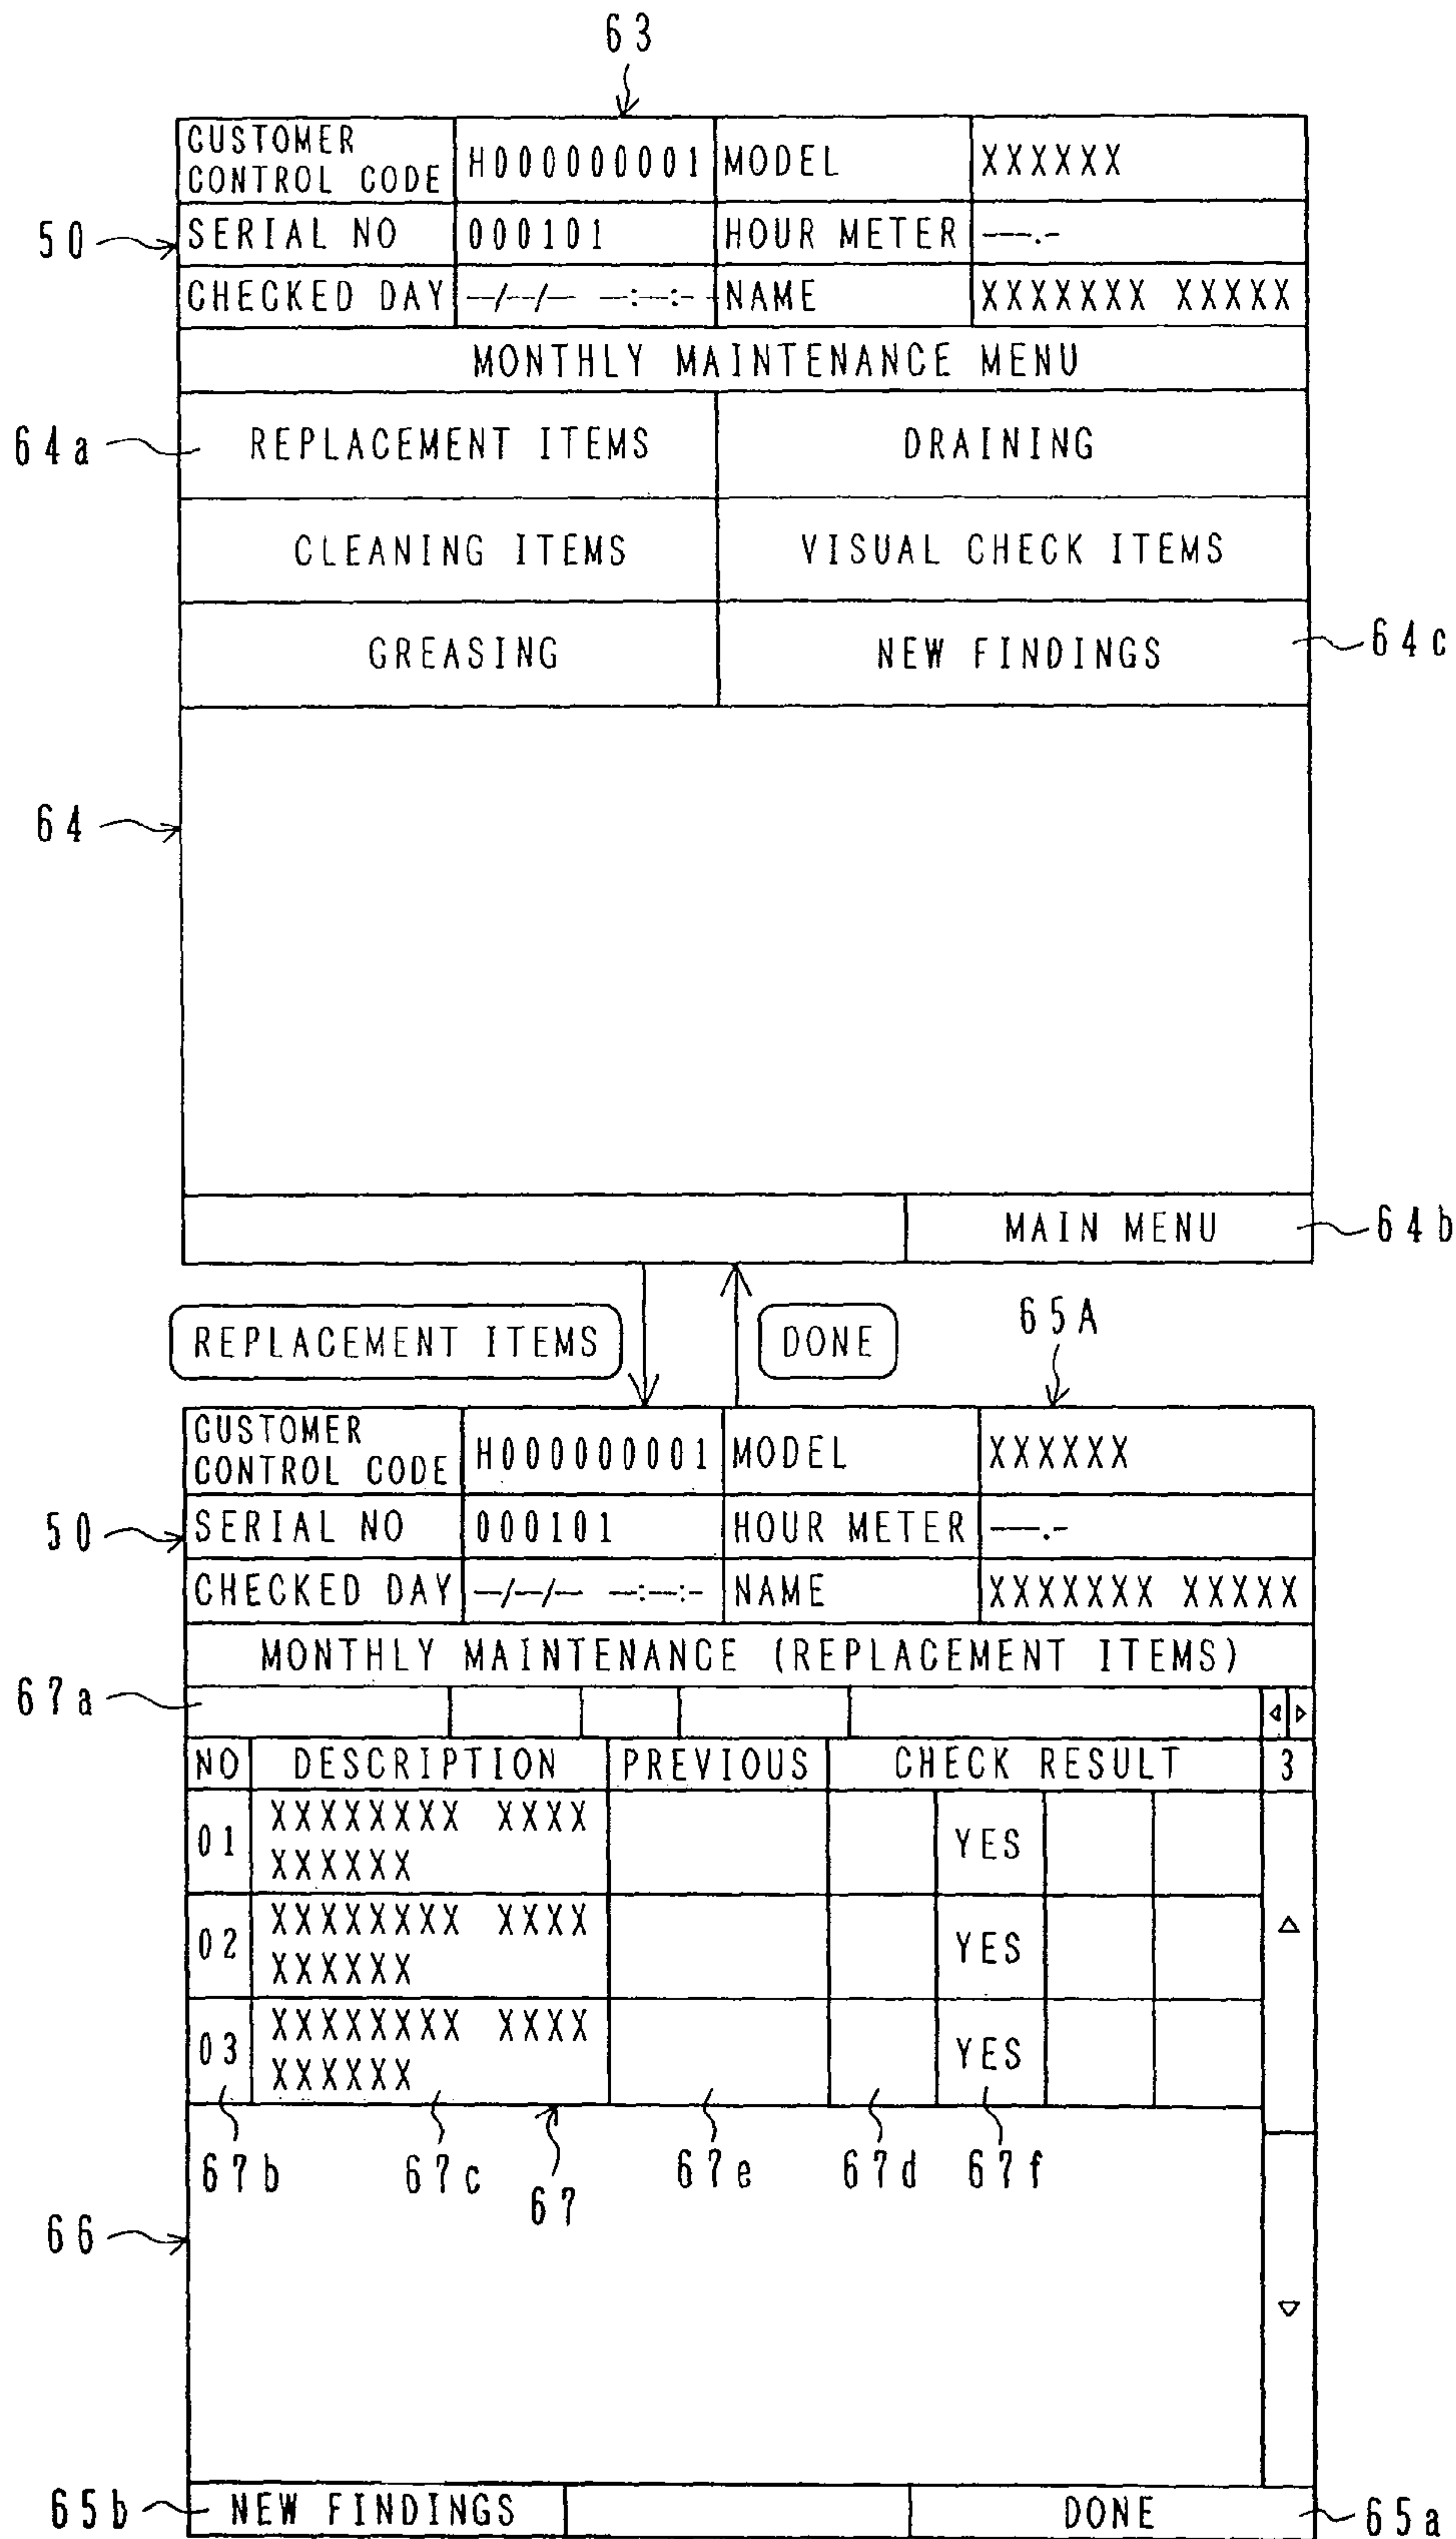 63
CUSTOMER CONTROL CODE H000000001 MODEL XXXXXX
50 SERIAL NO 000101 HOUR METER ---.-
CHECKED DAY --/--/-- --:--:-- NAME XXXXXXX XXXXX
MONTHLY MAINTENANCE MENU
64a REPLACEMENT ITEMS DRAINING
CLEANING ITEMS VISUAL CHECK ITEMS
GREASING NEW FINDINGS 64c
64
MAIN MENU 64b
REPLACEMENT ITEMS DONE 65A
CUSTOMER CONTROL CODE H000000001 MODEL XXXXXX
50 SERIAL NO 000101 HOUR METER ---.-
CHECKED DAY --/--/-- --:--:- NAME XXXXXXX XXXXX
MONTHLY MAINTENANCE (REPLACEMENT ITEMS)
67a
NO DESCRIPTION PREVIOUS CHECK RESULT 3
01 XXXXXXXX XXXX XXXXXX YES
02 XXXXXXXX XXXX XXXXXX YES
03 XXXXXXXX XXXX XXXXXX YES
67b 67c 67 67e 67d 67f
66
65b NEW FINDINGS DONE 65a